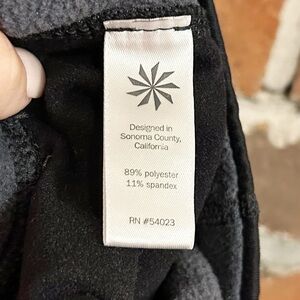 Designed in
Sonoma County,
California
89% polyester
11% spandex
RN #54023